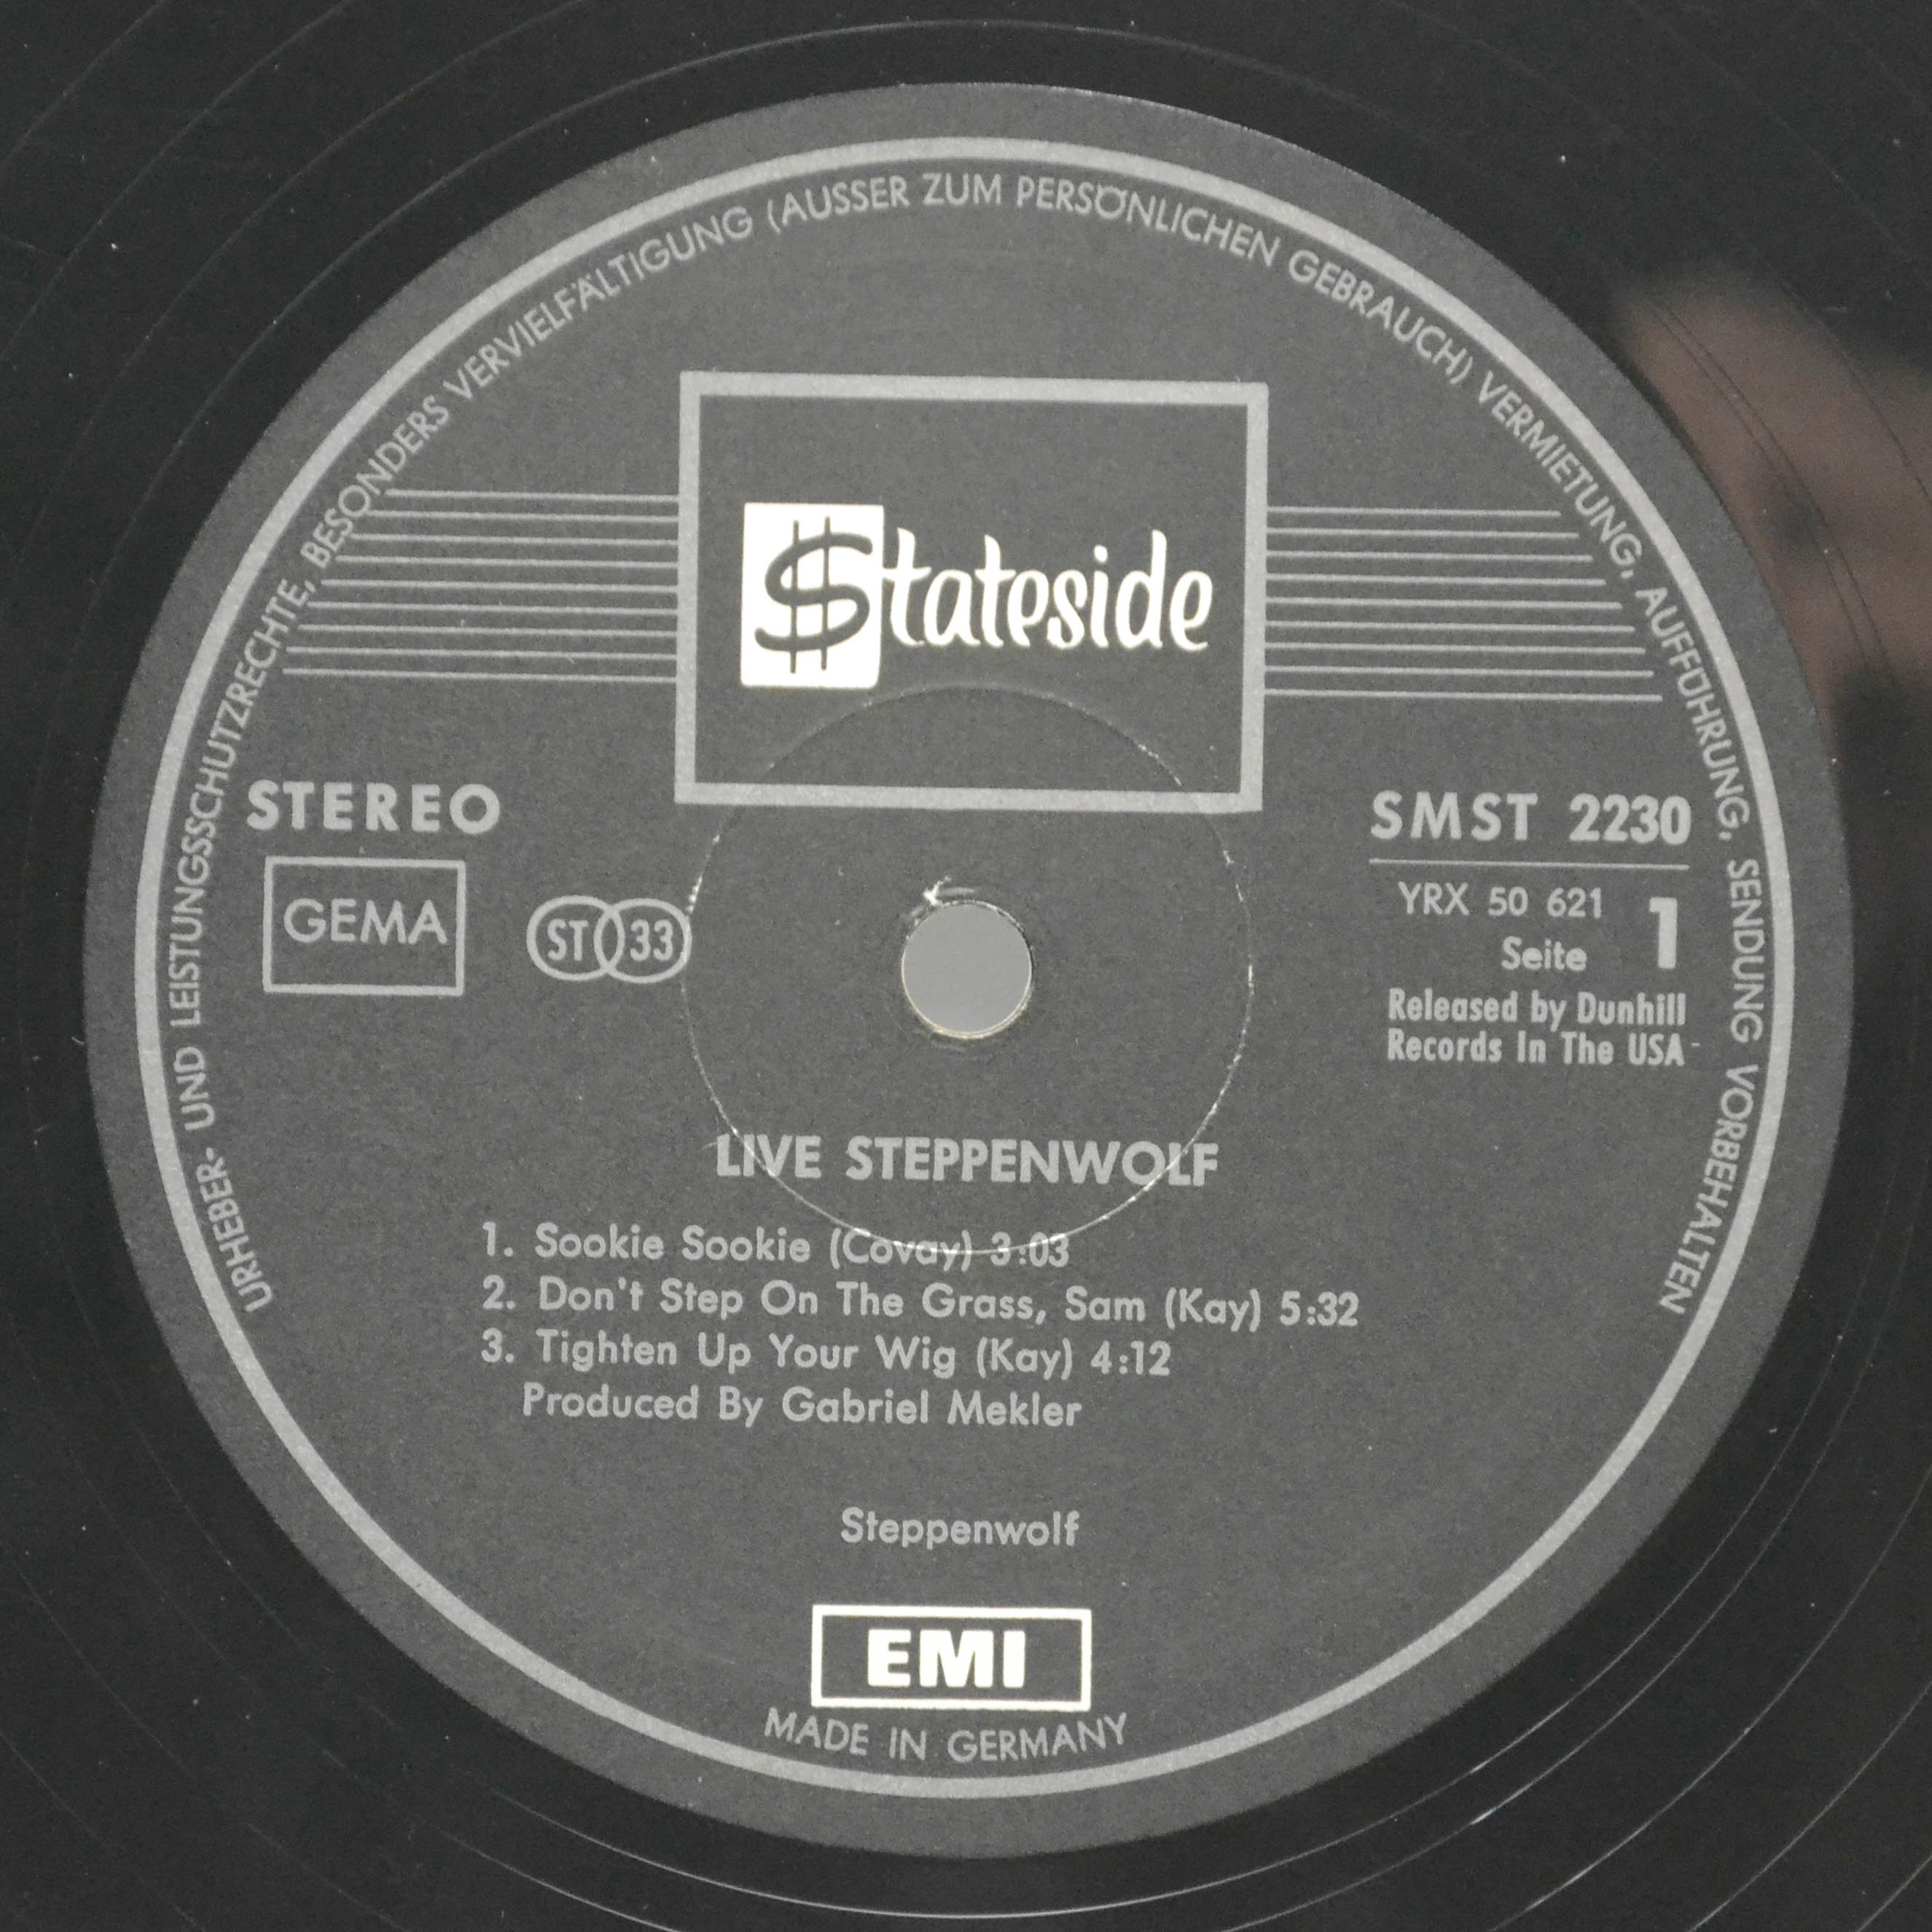 URHEBER- UND LEISTUNGSSCHUTZRECHTE, BESONDERS VERVIELFÄLTIGUNG (AUSSER ZUM PERSÖNLICHEN GEBRAUCH) VERMIETUNG, AUFFÜHRUNG, SENDUNG VORBEHALTEN
$tateside
STEREO
SMST 2230
GEMA
ST 33
YRX 50 621
Seite 1
Released by Dunhill
Records In The USA-
LIVE STEPPENWOLF
1. Sookie Sookie (Covay) 3:03
2. Don't Step On The Grass, Sam (Kay) 5:32
3. Tighten Up Your Wig (Kay) 4:12
Produced By Gabriel Mekler
Steppenwolf
EMI
MADE IN GERMANY